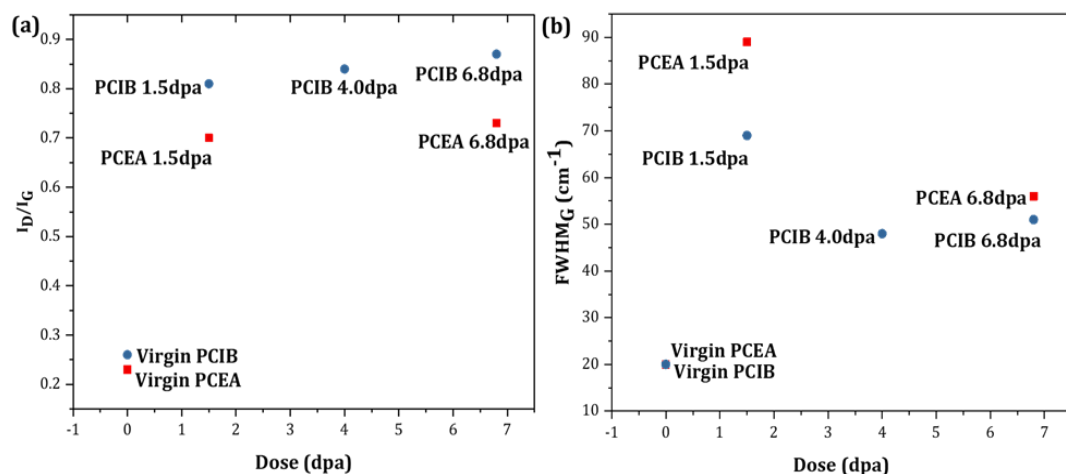 (a)
0.9
0.8
0.7
0.6
0.5
0.4
0.3
0.2
I_D/I_G
PCIB 1.5dpa
PCIB 4.0dpa
PCIB 6.8dpa
PCEA 1.5dpa
PCEA 6.8dpa
Virgin PCIB
Virgin PCEA
-1 0 1 2 3 4 5 6 7
Dose (dpa)
(b)
90
80
70
60
50
40
30
20
10
FWHM_G (cm⁻¹)
PCEA 1.5dpa
PCIB 1.5dpa
PCEA 6.8dpa
PCIB 4.0dpa
PCIB 6.8dpa
Virgin PCEA
Virgin PCIB
-1 0 1 2 3 4 5 6 7
Dose (dpa)